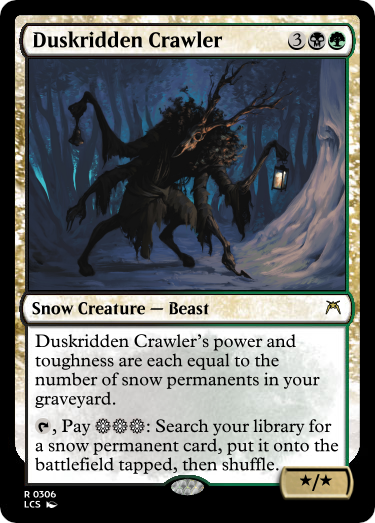 Duskridden Crawler 3
Snow Creature — Beast
Duskridden Crawler's power and
toughness are each equal to the
number of snow permanents in your
graveyard.
, Pay : Search your library for
a snow permanent card, put it onto the
battlefield tapped, then shuffle.
★/★
R 0306
LCS